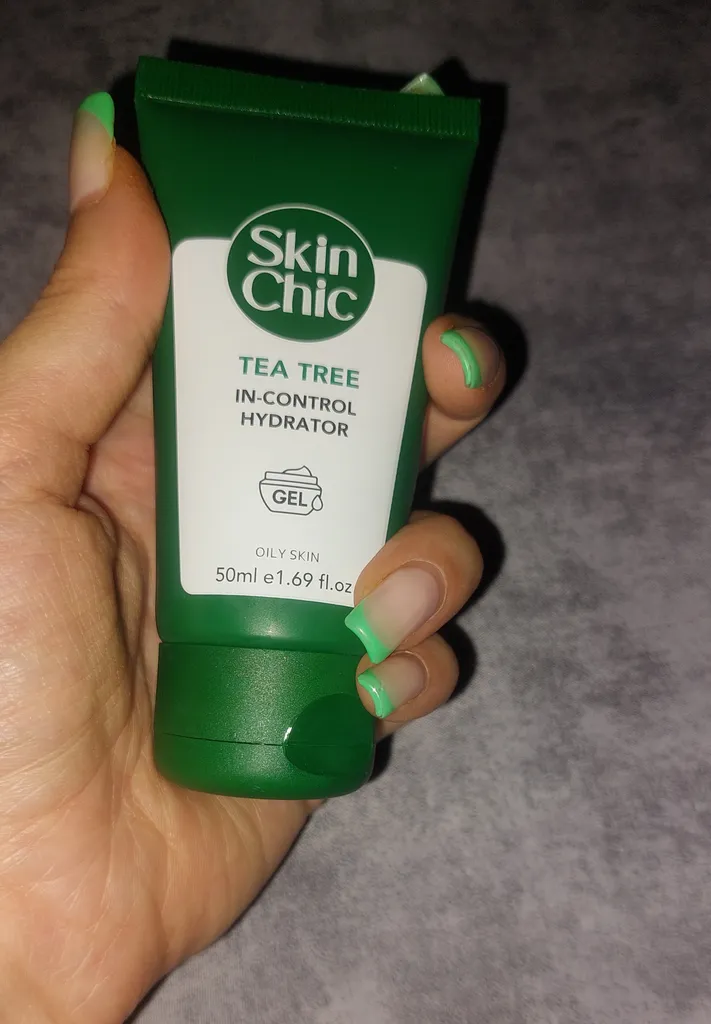 Skin
Chic
TEA TREE
IN-CONTROL
HYDRATOR
GEL
OILY SKIN
50ml e1.69 fl.oz